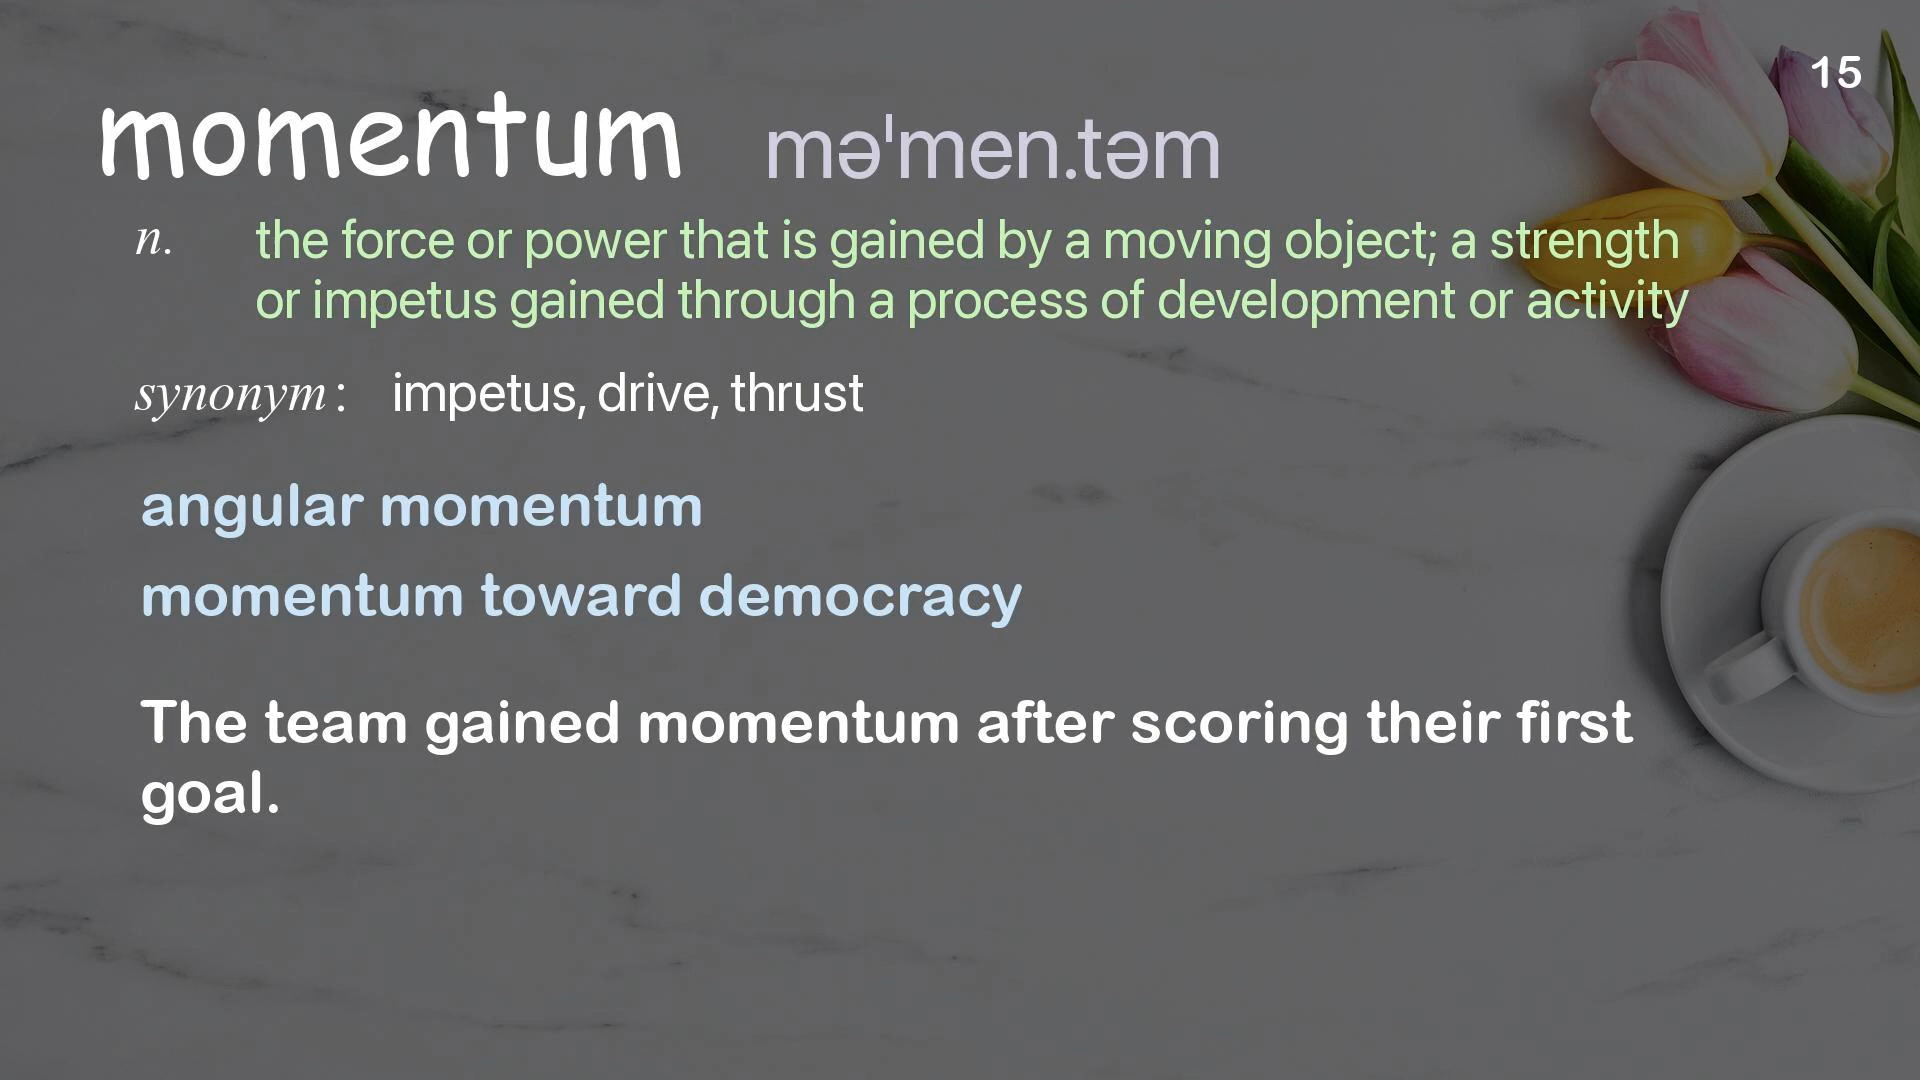 15
momentum məˈmen.təm
n. the force or power that is gained by a moving object; a strength
or impetus gained through a process of development or activity
synonym: impetus, drive, thrust
angular momentum
momentum toward democracy
The team gained momentum after scoring their first
goal.